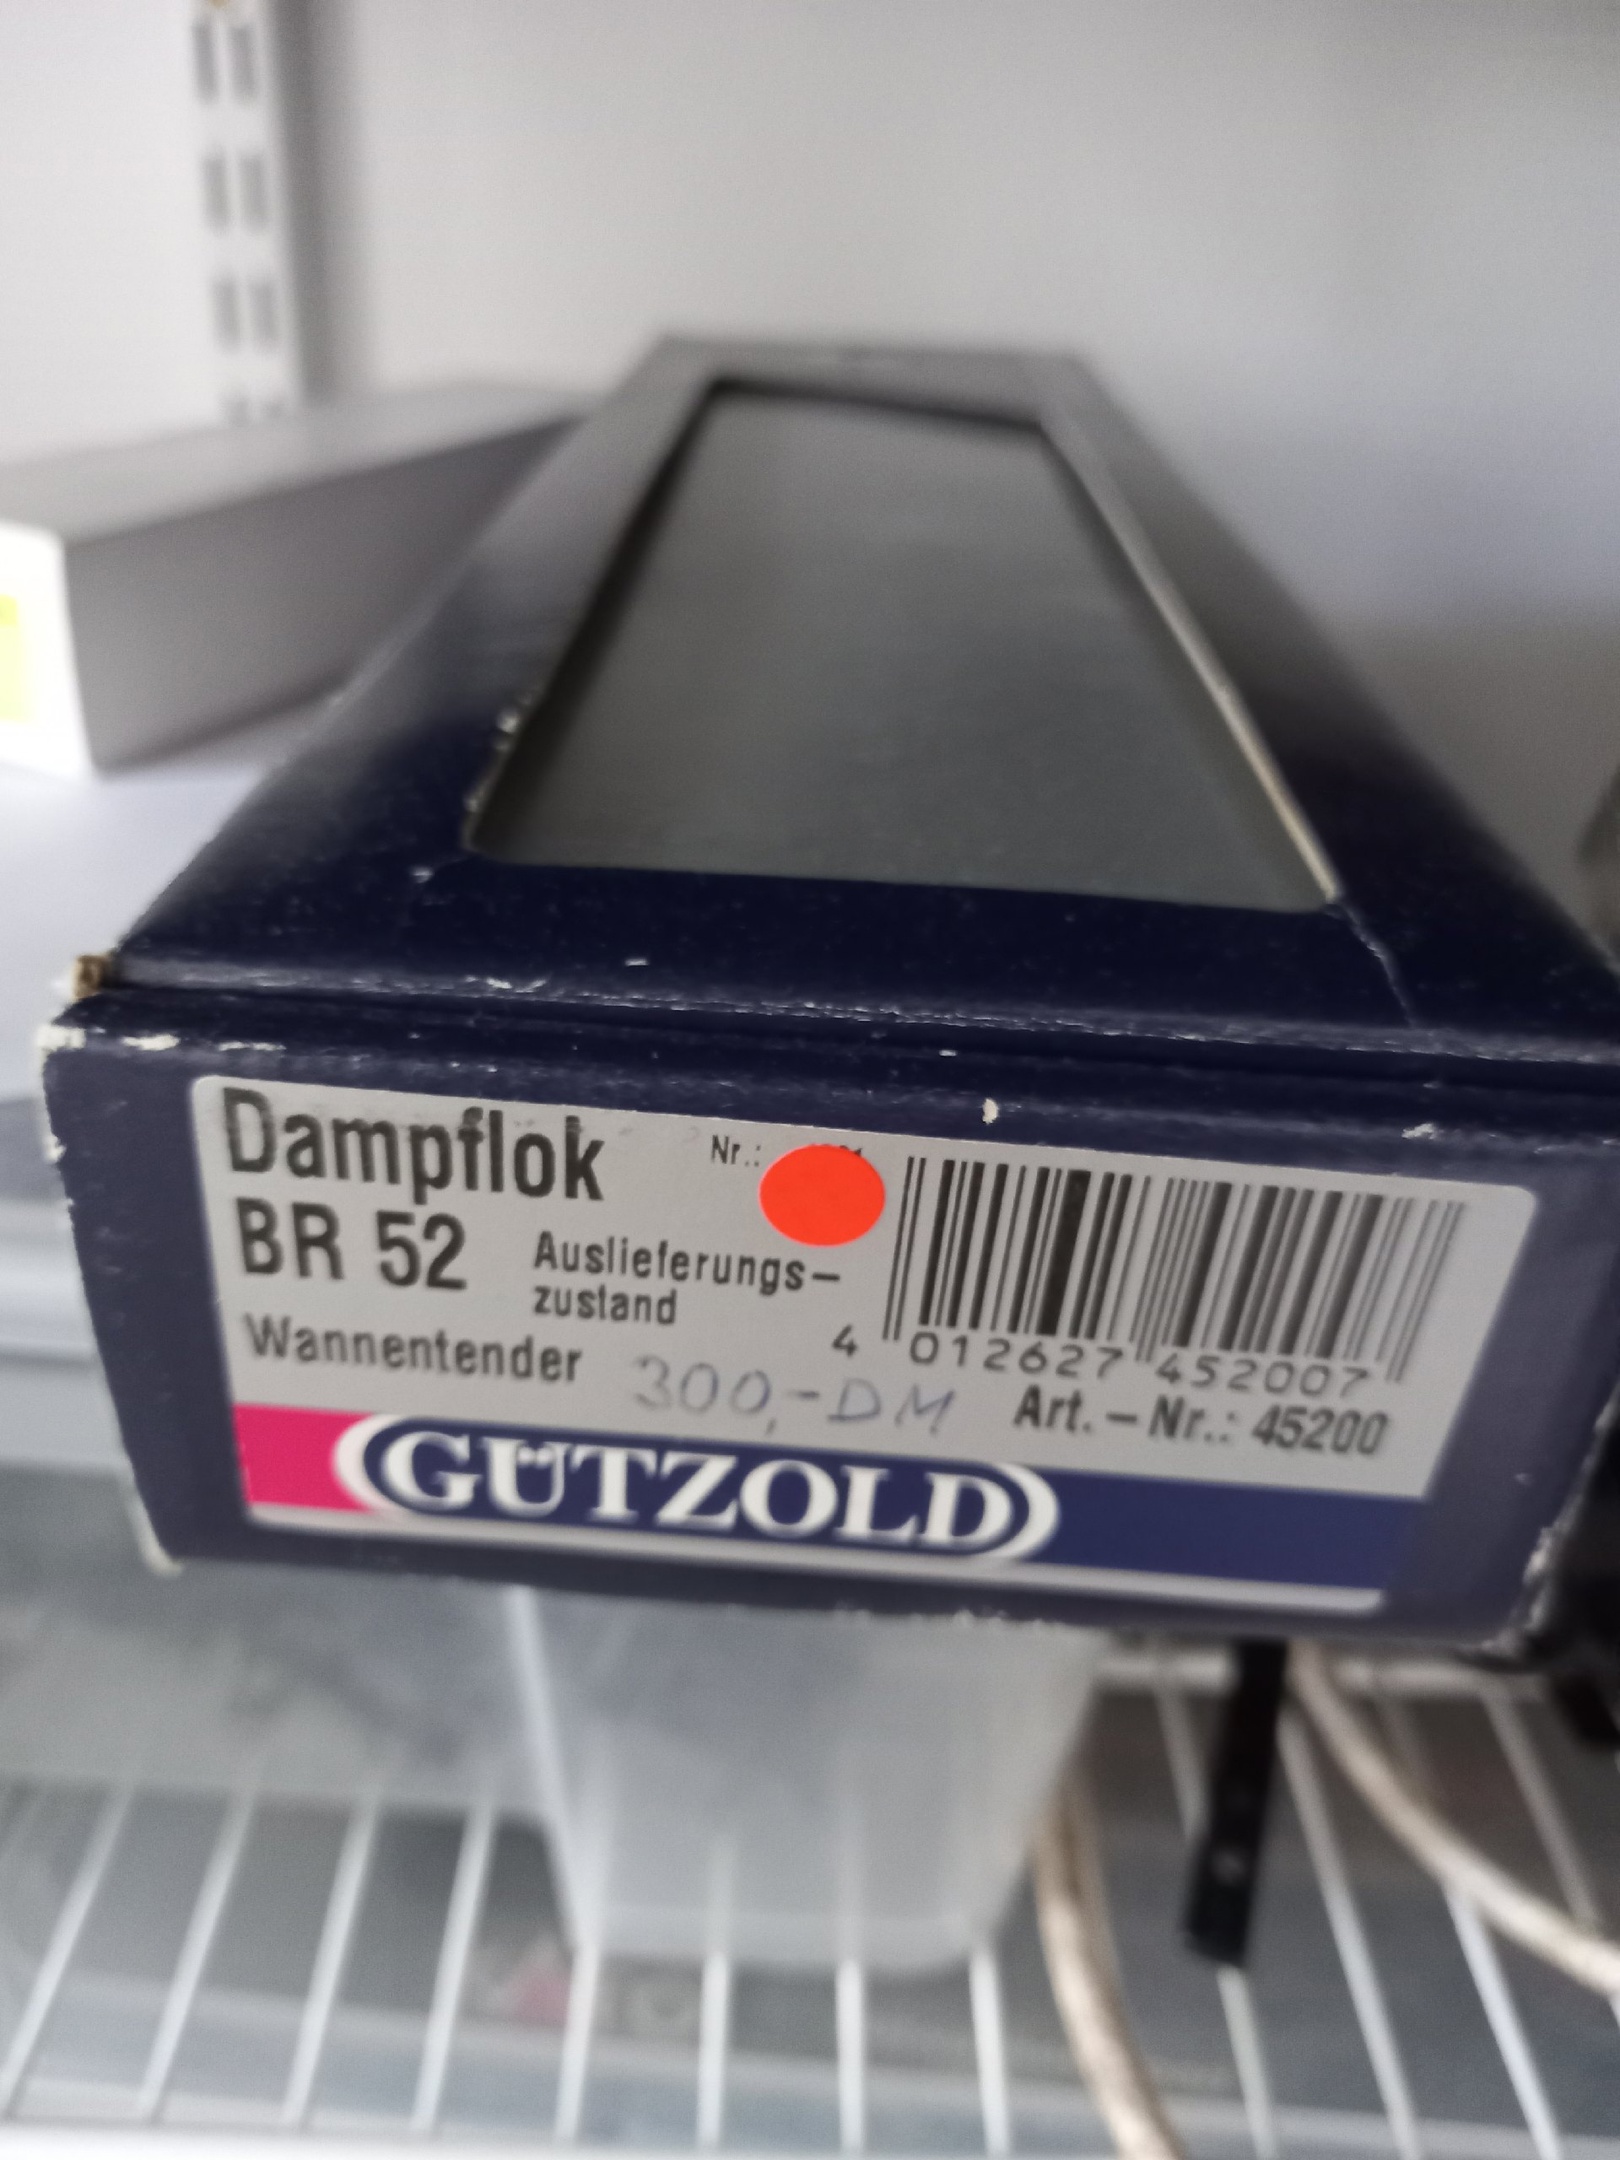 Dampflok
Nr.:
BR 52
Auslieferungs-
zustand
Wannentender
300,-DM
4 012627 452007
Art.-Nr.: 45200
GÜTZOLD